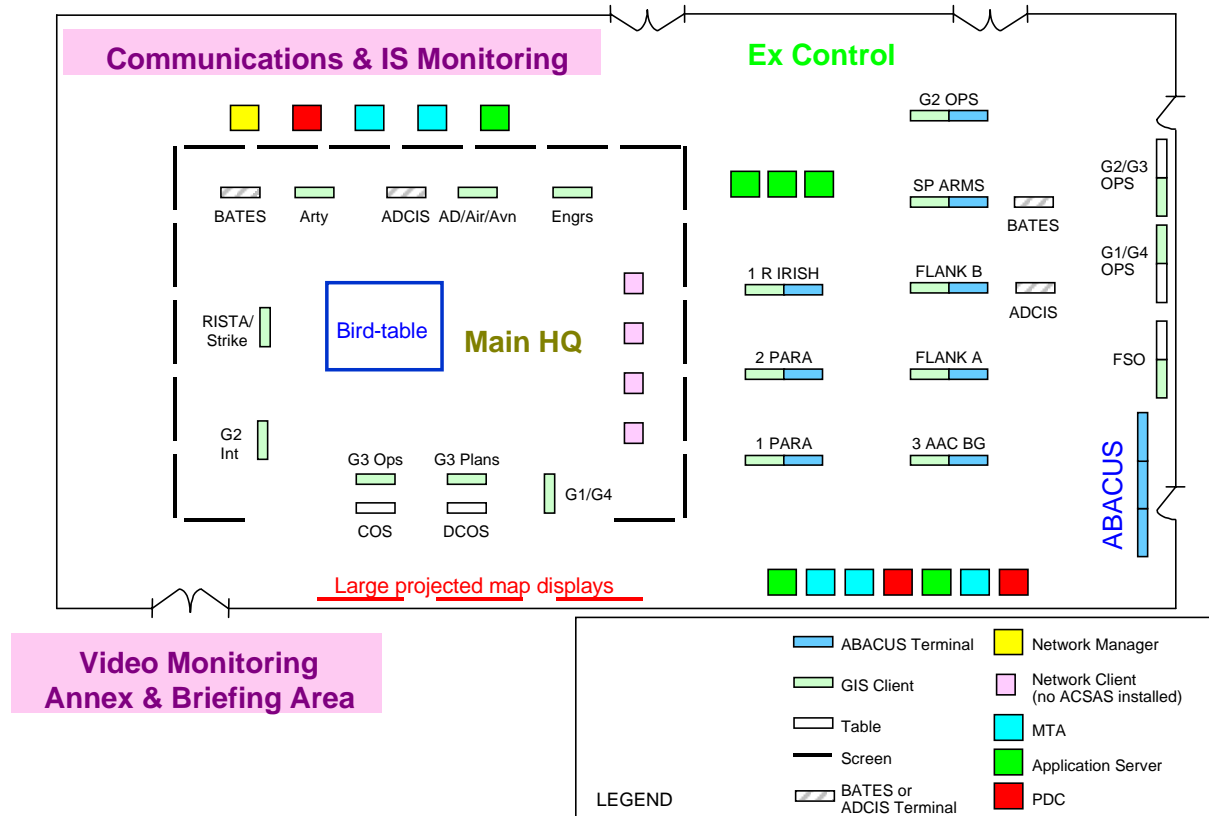 Communications & IS Monitoring
Ex Control
G2 OPS
G2/G3
OPS
SP ARMS
BATES
BATES
Arty
ADCIS
AD/Air/Avn
Engrs
G1/G4
OPS
1 R IRISH
FLANK B
ADCIS
RISTA/
Strike
Bird-table
Main HQ
2 PARA
FLANK A
FSO
G2
Int
G3 Ops
G3 Plans
G1/G4
COS
DCOS
1 PARA
3 AAC BG
ABACUS
Large projected map displays
Video Monitoring
Annex & Briefing Area
ABACUS Terminal
GIS Client
Table
Screen
BATES or
ADCIS Terminal
Network Manager
Network Client
(no ACSAS installed)
MTA
Application Server
PDC
LEGEND